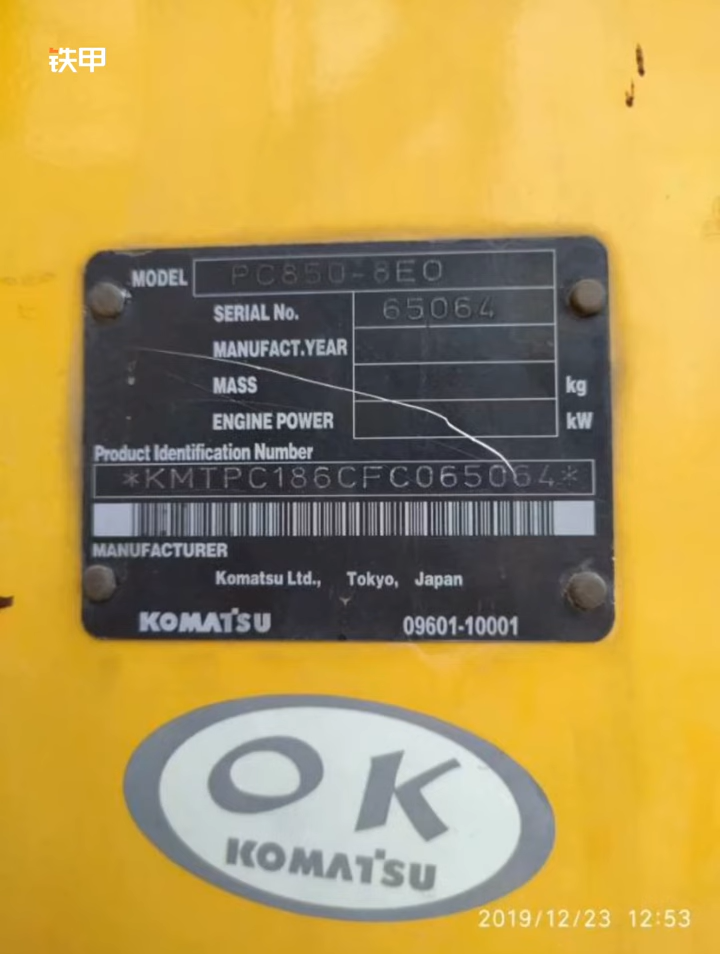 铁甲
MODEL PC850-8E0
SERIAL No. 65064
MANUFACT.YEAR
MASS kg
ENGINE POWER kW
Product Identification Number
*KMTPC186CFC065064*
MANUFACTURER
Komatsu Ltd., Tokyo, Japan
KOMATSU 09601-10001
OK
KOMATSU
2019/12/23 12:53